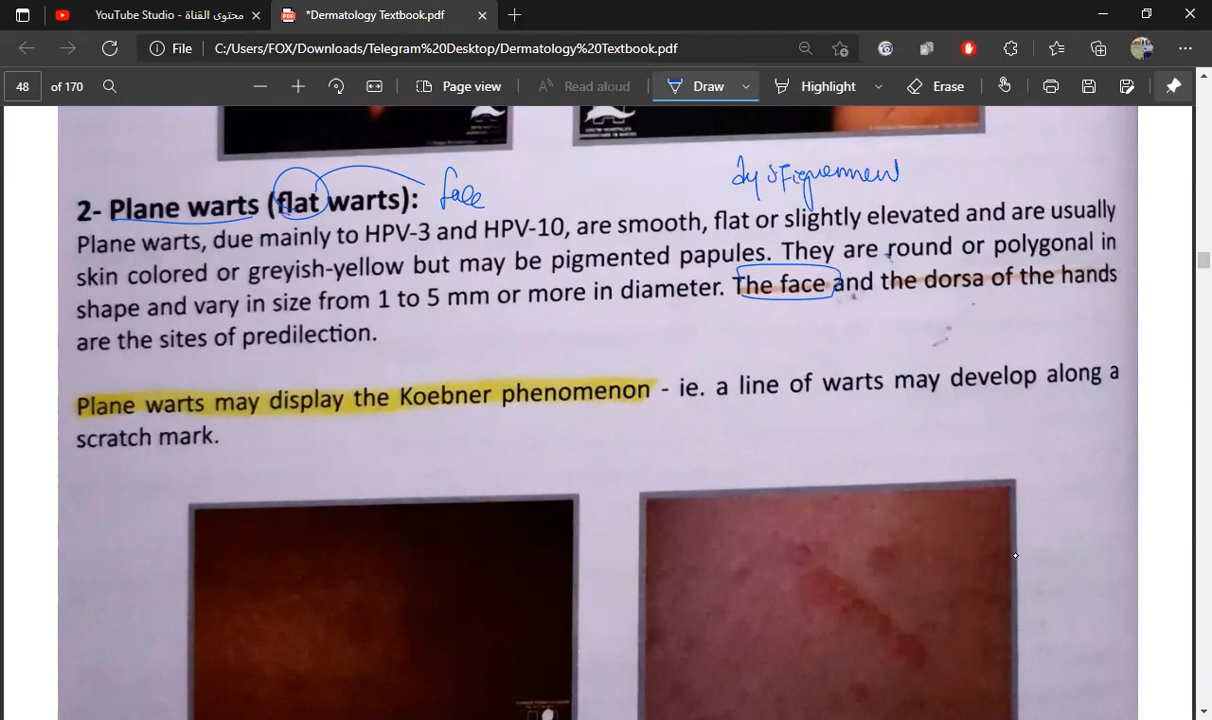 YouTube Studio - محتوى القناة
*Dermatology Textbook.pdf
File
C:/Users/FOX/Downloads/Telegram%20Desktop/Dermatology%20Textbook.pdf
48 of 170
Page view
Read aloud
Draw
Highlight
Erase
dysfiguerment
2- Plane warts (flat warts): face
Plane warts, due mainly to HPV-3 and HPV-10, are smooth, flat or slightly elevated and are usually
skin colored or greyish-yellow but may be pigmented papules. They are round or polygonal in
shape and vary in size from 1 to 5 mm or more in diameter. The face and the dorsa of the hands
are the sites of predilection.
Plane warts may display the Koebner phenomenon - ie. a line of warts may develop along a
scratch mark.